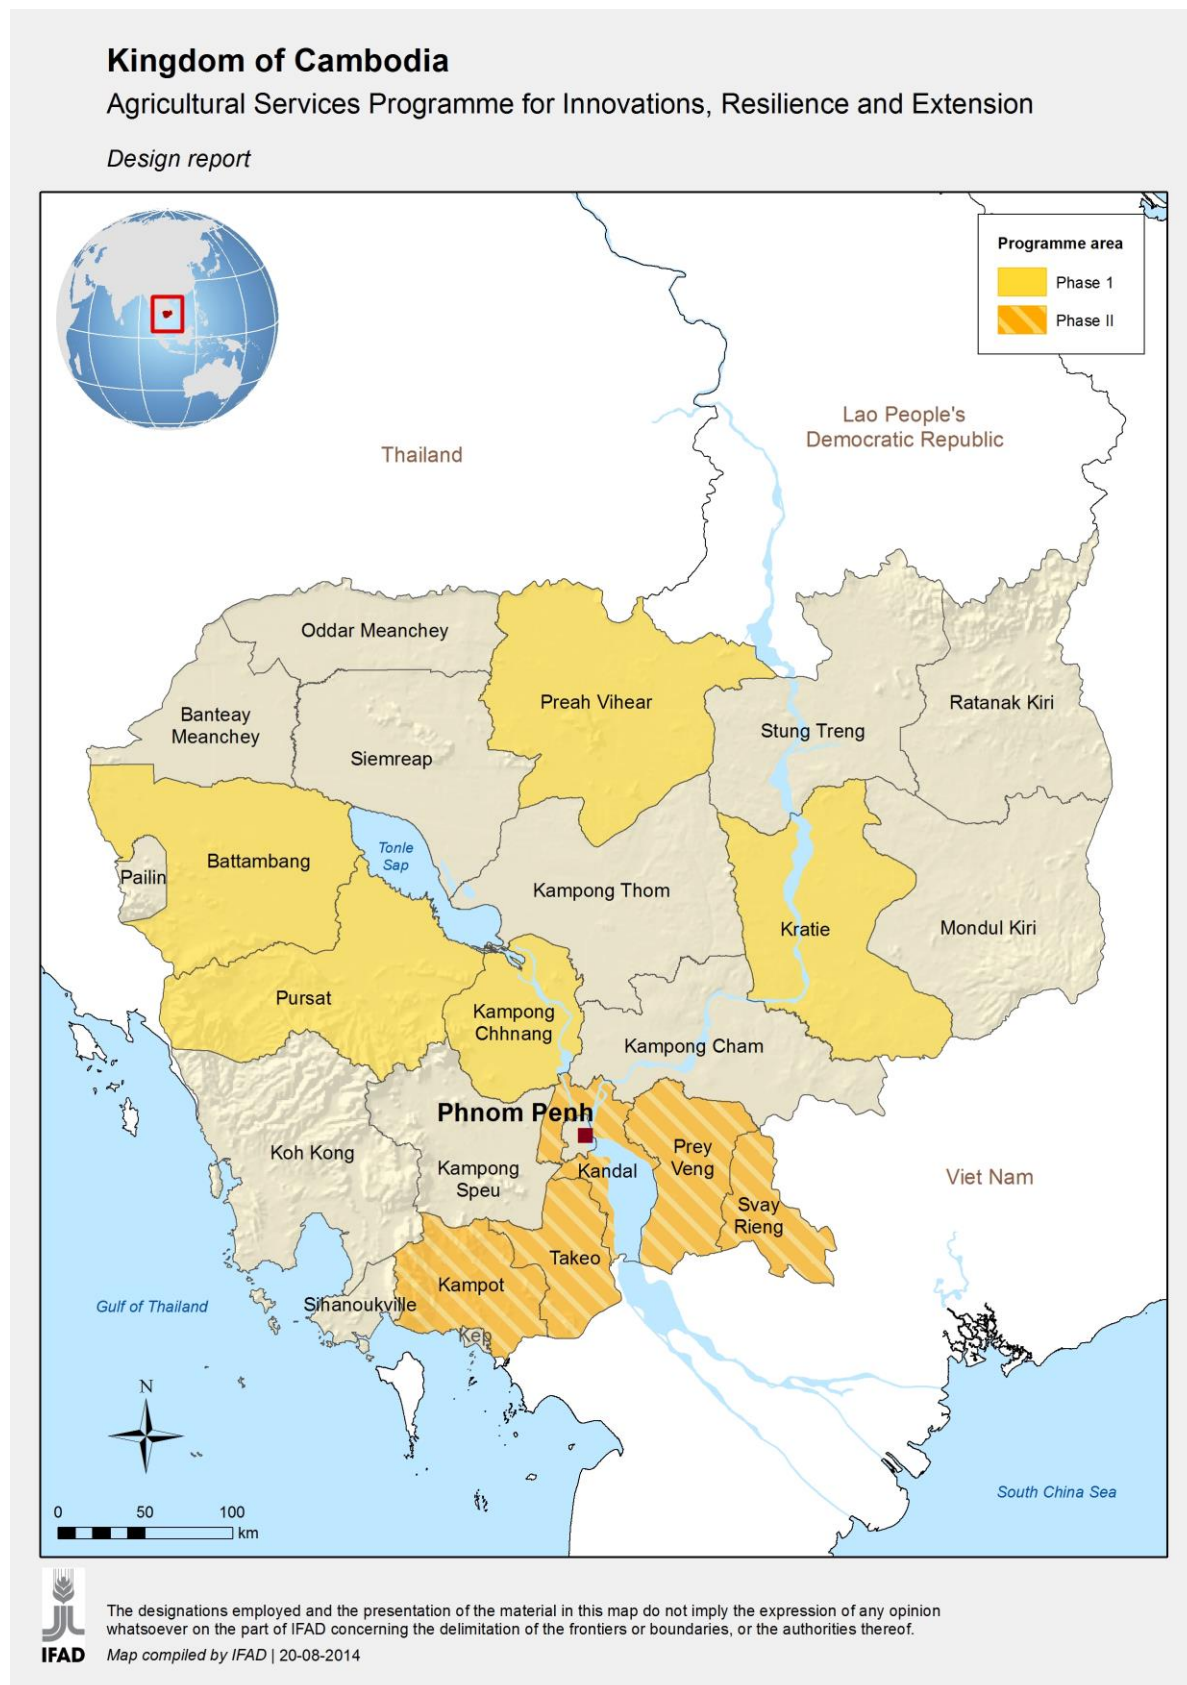 Kingdom of Cambodia
Agricultural Services Programme for Innovations, Resilience and Extension
Design report
Programme area
Phase 1
Phase II
Lao People's
Democratic Republic
Thailand
Oddar Meanchey
Preah Vihear
Ratanak Kiri
Banteay
Meanchey
Stung Treng
Siemreap
Tonle
Sap
Battambang
Pailin
Kampong Thom
Kratie
Mondul Kiri
Pursat
Kampong
Chhnang
Kampong Cham
Phnom Penh
Koh Kong
Prey
Veng
Kampong
Speu
Kandal
Viet Nam
Svay
Rieng
Takeo
Kampot
Gulf of Thailand
Sihanoukville
Kep
N
South China Sea
0 50 100
km
The designations employed and the presentation of the material in this map do not imply the expression of any opinion
whatsoever on the part of IFAD concerning the delimitation of the frontiers or boundaries, or the authorities thereof.
IFAD
Map compiled by IFAD | 20-08-2014